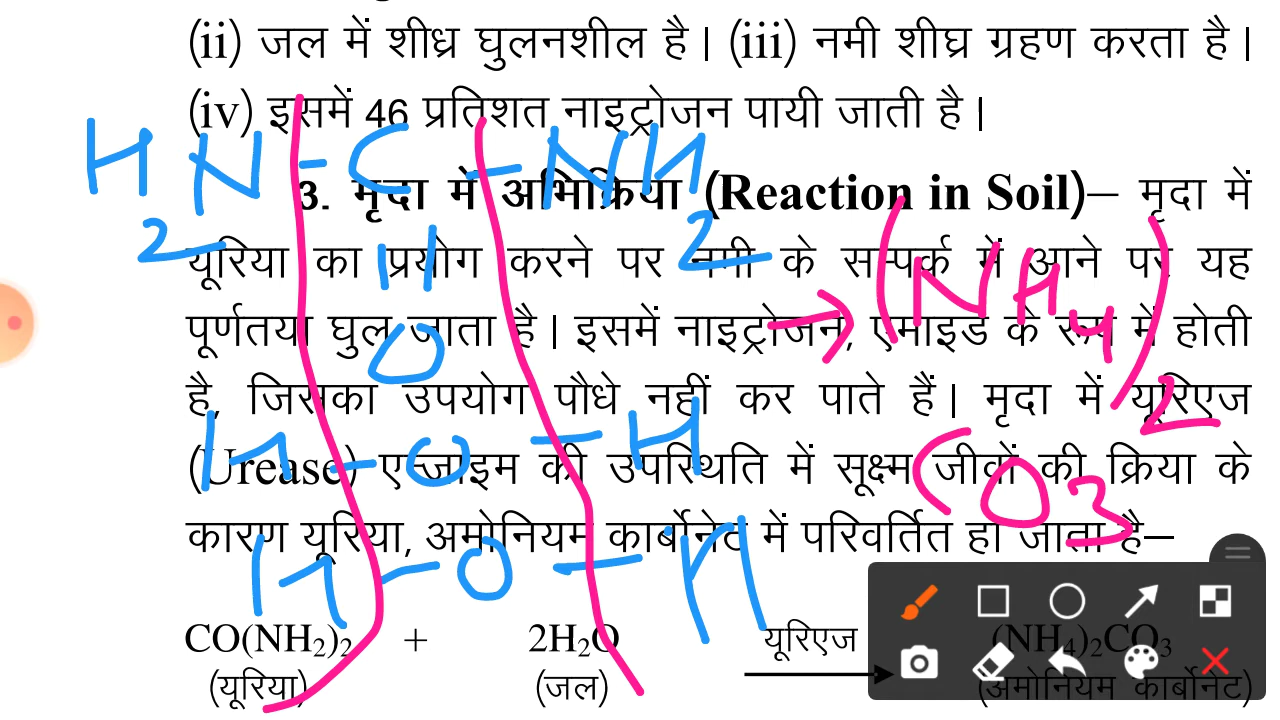 (ii) जल में शीघ्र घुलनशील है। (iii) नमी शीघ्र ग्रहण करता है।
(iv) इसमें 46 प्रतिशत नाइट्रोजन पायी जाती है।
H2N-C-NH2
3. मृदा में अभिक्रिया (Reaction in Soil)– मृदा में
यूरिया का प्रयोग करने पर नमी के सम्पर्क में आने पर यह
||
→ (NH4)2
पूर्णतया घुल जाता है। इसमें नाइट्रोजन, एमाइड के रूप में होती
O
है, जिसका उपयोग पौधे नहीं कर पाते हैं। मृदा में यूरिएज
H-O-H
CO3
(Urease) एन्जाइम की उपस्थिति में सूक्ष्म जीवों की क्रिया के
कारण यूरिया, अमोनियम कार्बोनेट में परिवर्तित हो जाता है–
H-O-H
CO(NH2)2 + 2H2O यूरिएज (NH4)2CO3
(यूरिया) (जल) (अमोनियम कार्बोनेट)